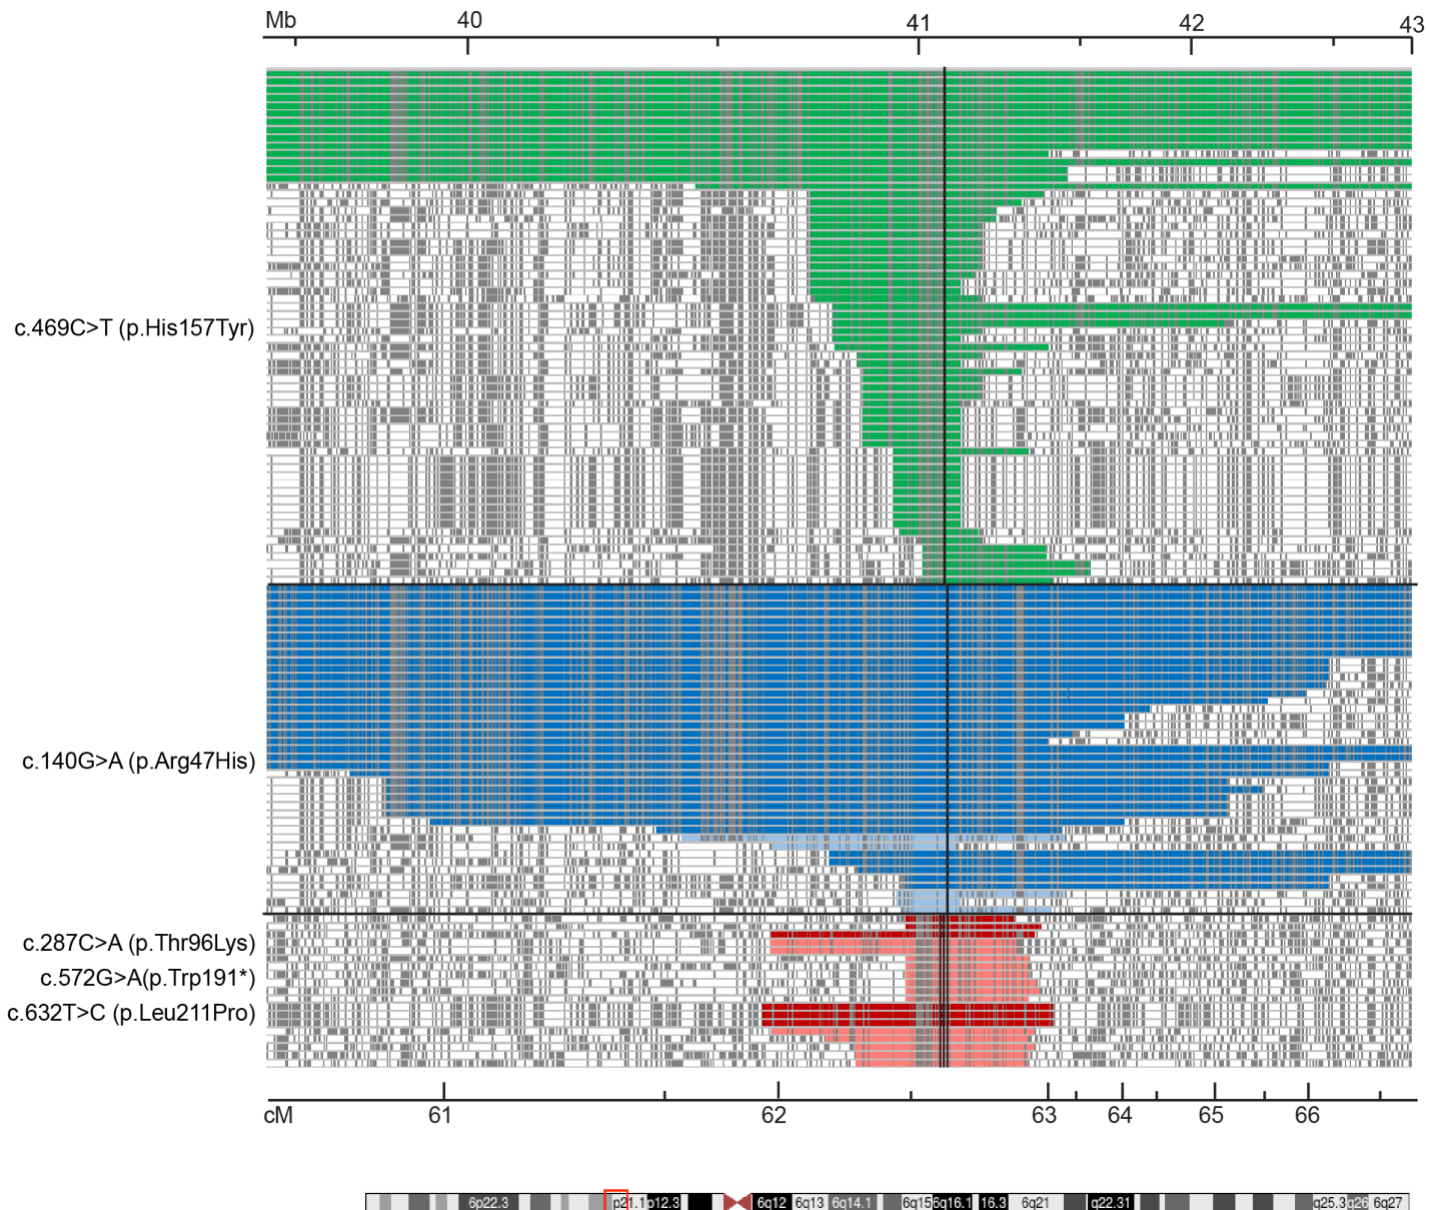 Mb 40 41 42 43
c.469C>T (p.His157Tyr)
c.140G>A (p.Arg47His)
c.287C>A (p.Thr96Lys)
c.572G>A(p.Trp191*)
c.632T>C (p.Leu211Pro)
cM 61 62 63 64 65 66
6p22.3 p21.1 p12.3 6q12 6q13 6q14.1 6q15 6q16.1 16.3 6q21 q22.31 q25.3 q26 6q27